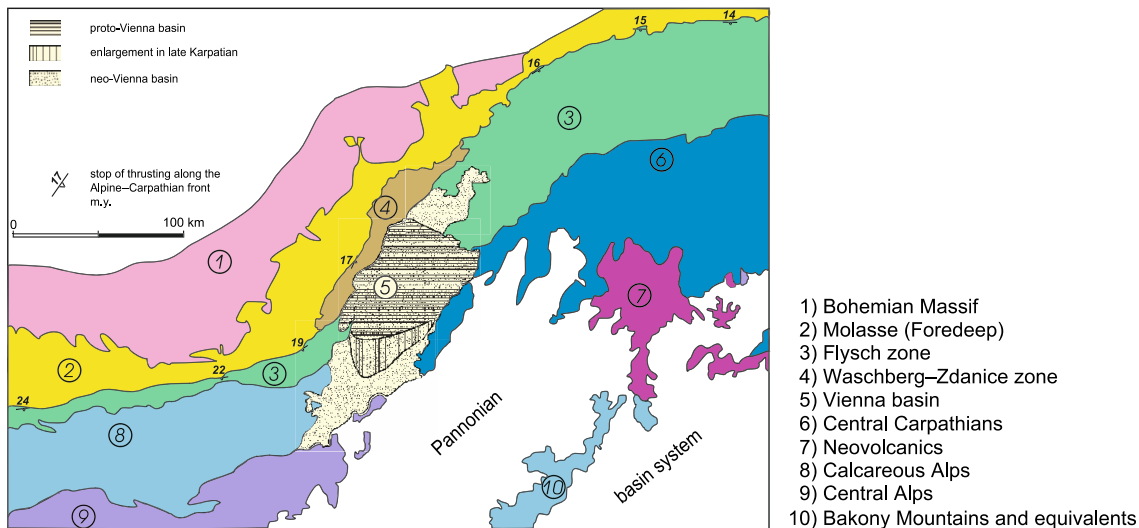 proto-Vienna basin
enlargement in late Karpatian
neo-Vienna basin
17
stop of thrusting along the
Alpine–Carpathian front
m.y.
0 100 km
15 14
16
3
6
4
1
17
5
7
19
22
2
3
24
8
9
10
Pannonian
basin system
1) Bohemian Massif
2) Molasse (Foredeep)
3) Flysch zone
4) Waschberg–Zdanice zone
5) Vienna basin
6) Central Carpathians
7) Neovolcanics
8) Calcareous Alps
9) Central Alps
10) Bakony Mountains and equivalents